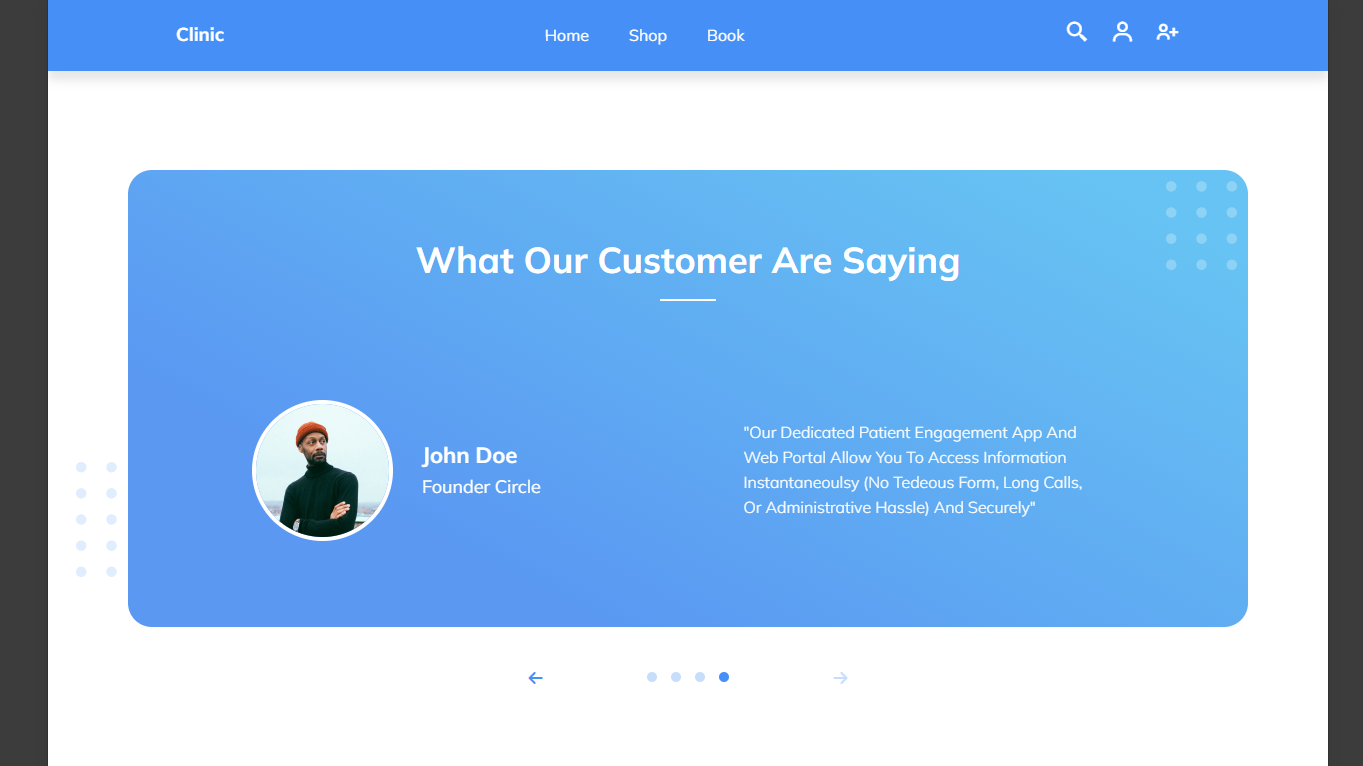 Clinic
Home
Shop
Book
What Our Customer Are Saying
John Doe
Founder Circle
"Our Dedicated Patient Engagement App And
Web Portal Allow You To Access Information
Instantaneoulsy (No Tedeous Form, Long Calls,
Or Administrative Hassle) And Securely"